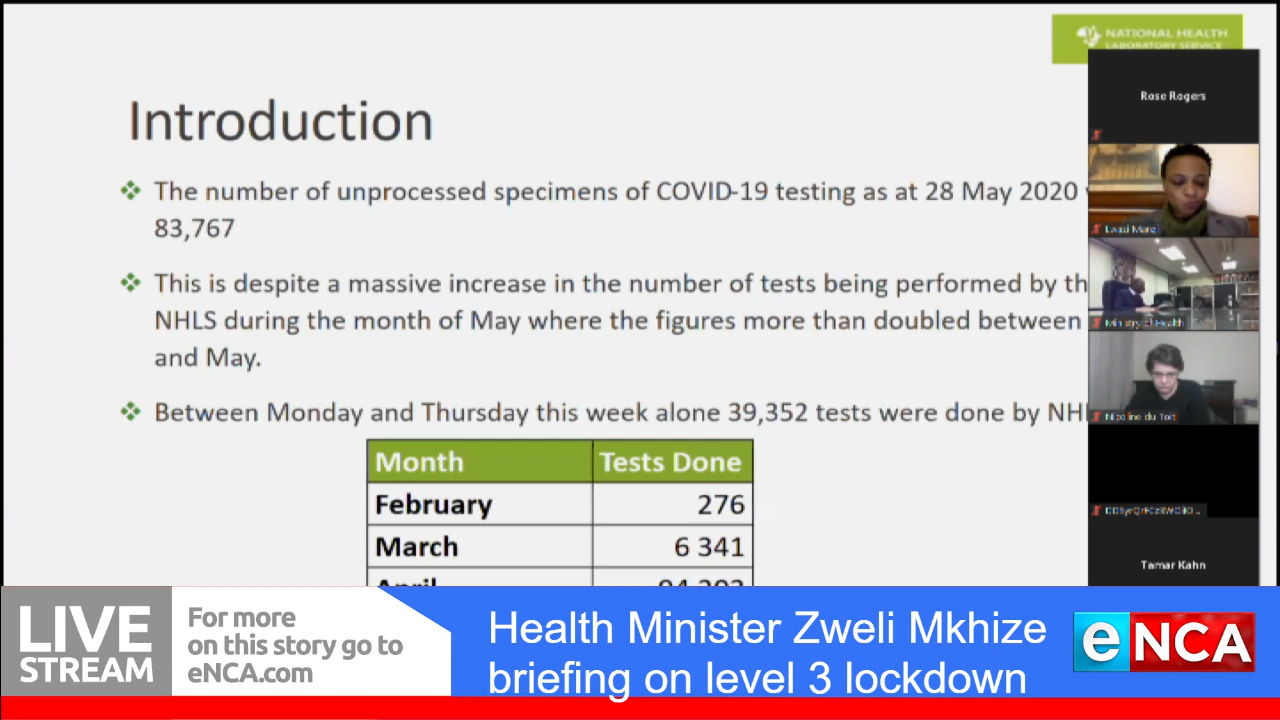 NATIONAL HEALTH
LABORATORY SERVICE
Introduction
The number of unprocessed specimens of COVID-19 testing as at 28 May 2020
83,767
This is despite a massive increase in the number of tests being performed by th
NHLS during the month of May where the figures more than doubled between
and May.
Between Monday and Thursday this week alone 39,352 tests were done by NH
Month Tests Done
February 276
March 6 341
April
Rose Rogers
Ministry of Health
Nicoline du Toit
Tamar Kahn
LIVE
STREAM
For more
on this story go to
eNCA.com
Health Minister Zweli Mkhize
briefing on level 3 lockdown
eNCA